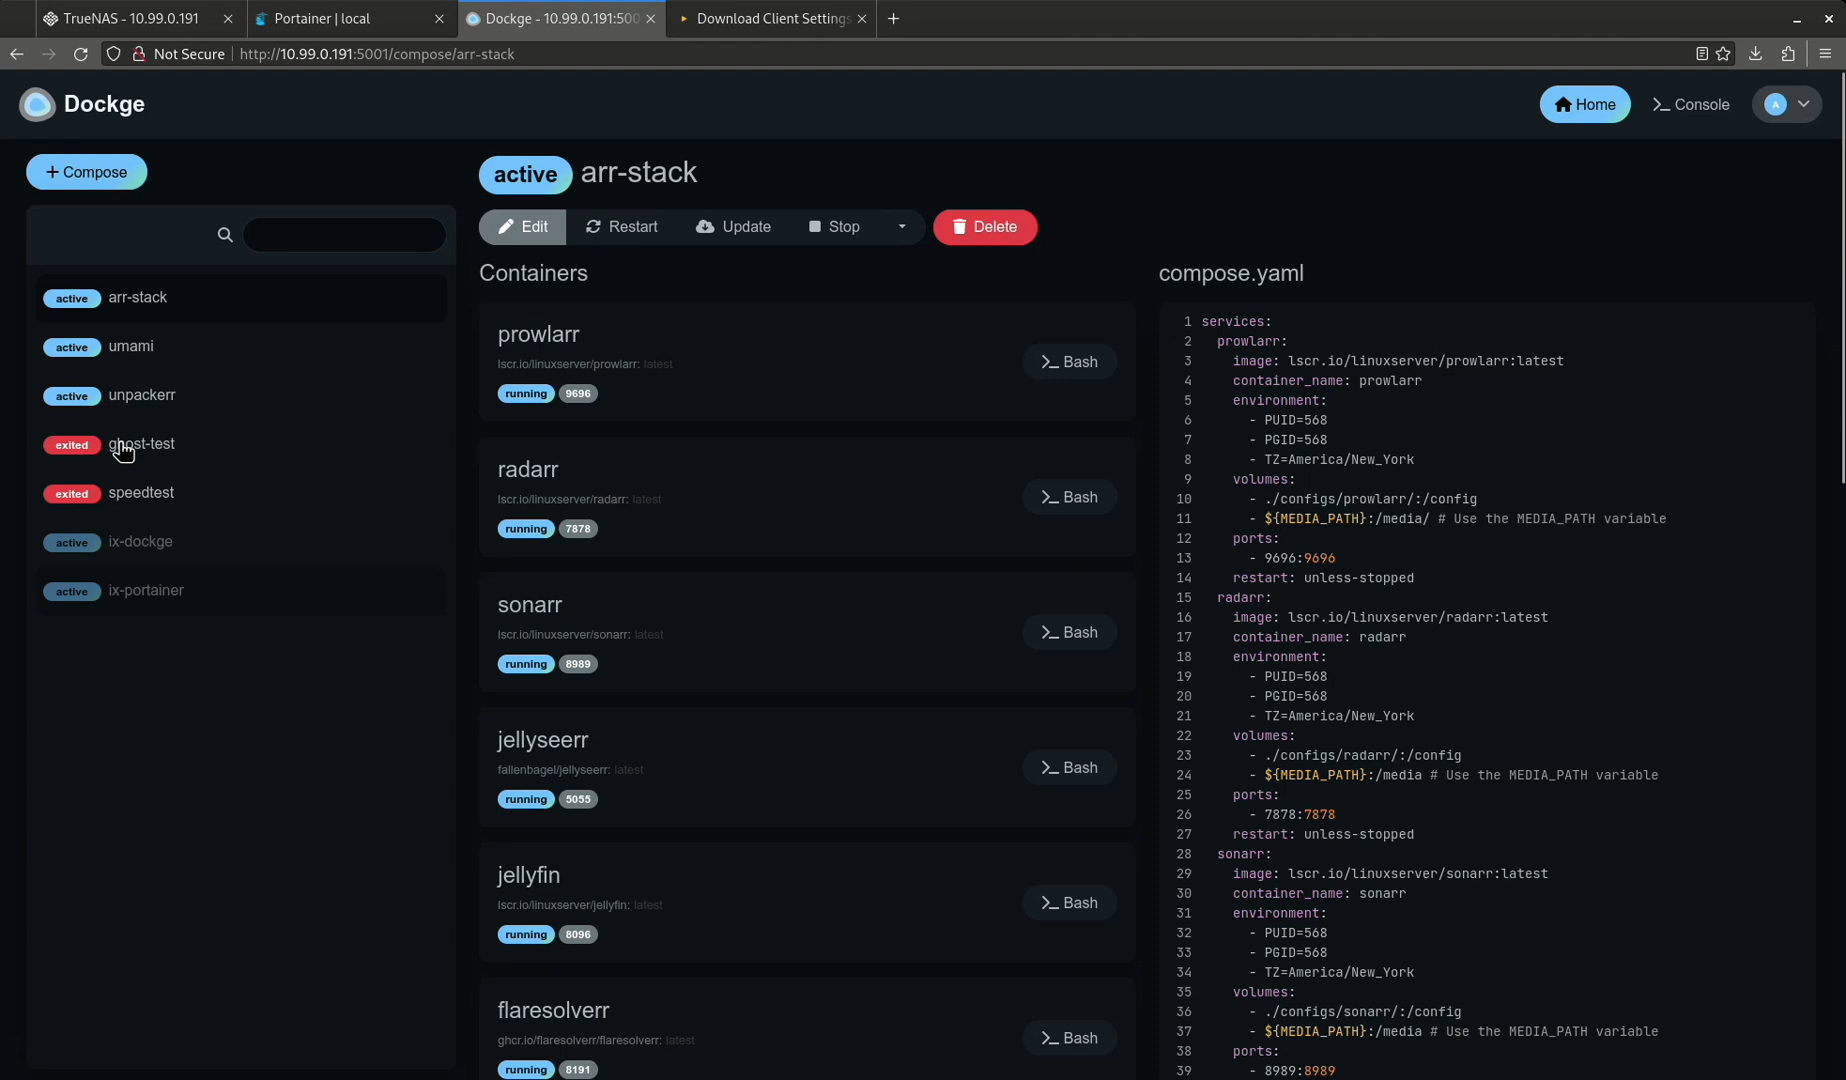 TrueNAS - 10.99.0.191
Portainer | local
Dockge - 10.99.0.191:500
Download Client Settings
Not Secure
http://10.99.0.191:5001/compose/arr-stack
Dockge
Home
Console
A
+ Compose
active arr-stack
active umami
active unpackerr
exited ghost-test
exited speedtest
active ix-dockge
active ix-portainer
active arr-stack
Edit
Restart
Update
Stop
Delete
Containers
prowlarr
lscr.io/linuxserver/prowlarr: latest
running 9696
>_ Bash
radarr
lscr.io/linuxserver/radarr: latest
running 7878
>_ Bash
sonarr
lscr.io/linuxserver/sonarr: latest
running 8989
>_ Bash
jellyseerr
fallenbagel/jellyseerr: latest
running 5055
>_ Bash
jellyfin
lscr.io/linuxserver/jellyfin: latest
running 8096
>_ Bash
flaresolverr
ghcr.io/flaresolverr/flaresolverr: latest
running 8191
>_ Bash
compose.yaml
1 services:
2 prowlarr:
3 image: lscr.io/linuxserver/prowlarr:latest
4 container_name: prowlarr
5 environment:
6 - PUID=568
7 - PGID=568
8 - TZ=America/New_York
9 volumes:
10 - ./configs/prowlarr/:/config
11 - ${MEDIA_PATH}:/media/ # Use the MEDIA_PATH variable
12 ports:
13 - 9696:9696
14 restart: unless-stopped
15 radarr:
16 image: lscr.io/linuxserver/radarr:latest
17 container_name: radarr
18 environment:
19 - PUID=568
20 - PGID=568
21 - TZ=America/New_York
22 volumes:
23 - ./configs/radarr/:/config
24 - ${MEDIA_PATH}:/media # Use the MEDIA_PATH variable
25 ports:
26 - 7878:7878
27 restart: unless-stopped
28 sonarr:
29 image: lscr.io/linuxserver/sonarr:latest
30 container_name: sonarr
31 environment:
32 - PUID=568
33 - PGID=568
34 - TZ=America/New_York
35 volumes:
36 - ./configs/sonarr/:/config
37 - ${MEDIA_PATH}:/media # Use the MEDIA_PATH variable
38 ports:
39 - 8989:8989